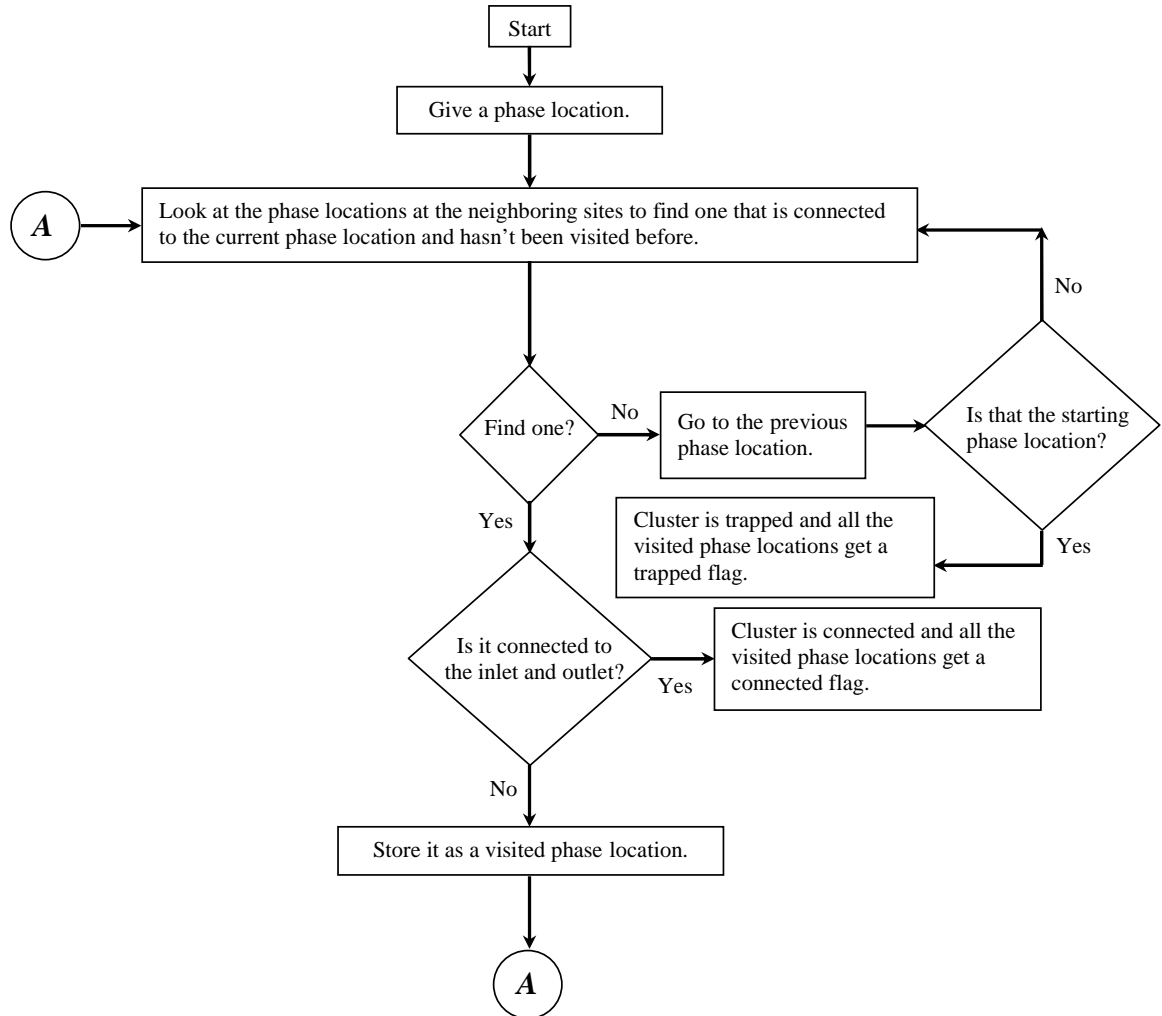 Start
Give a phase location.
A
Look at the phase locations at the neighboring sites to find one that is connected
to the current phase location and hasn't been visited before.
No
Find one?
No
Go to the previous
phase location.
Is that the starting
phase location?
Yes
Cluster is trapped and all the
visited phase locations get a
trapped flag.
Yes
Is it connected to
the inlet and outlet?
Yes
Cluster is connected and all the
visited phase locations get a
connected flag.
No
Store it as a visited phase location.
A